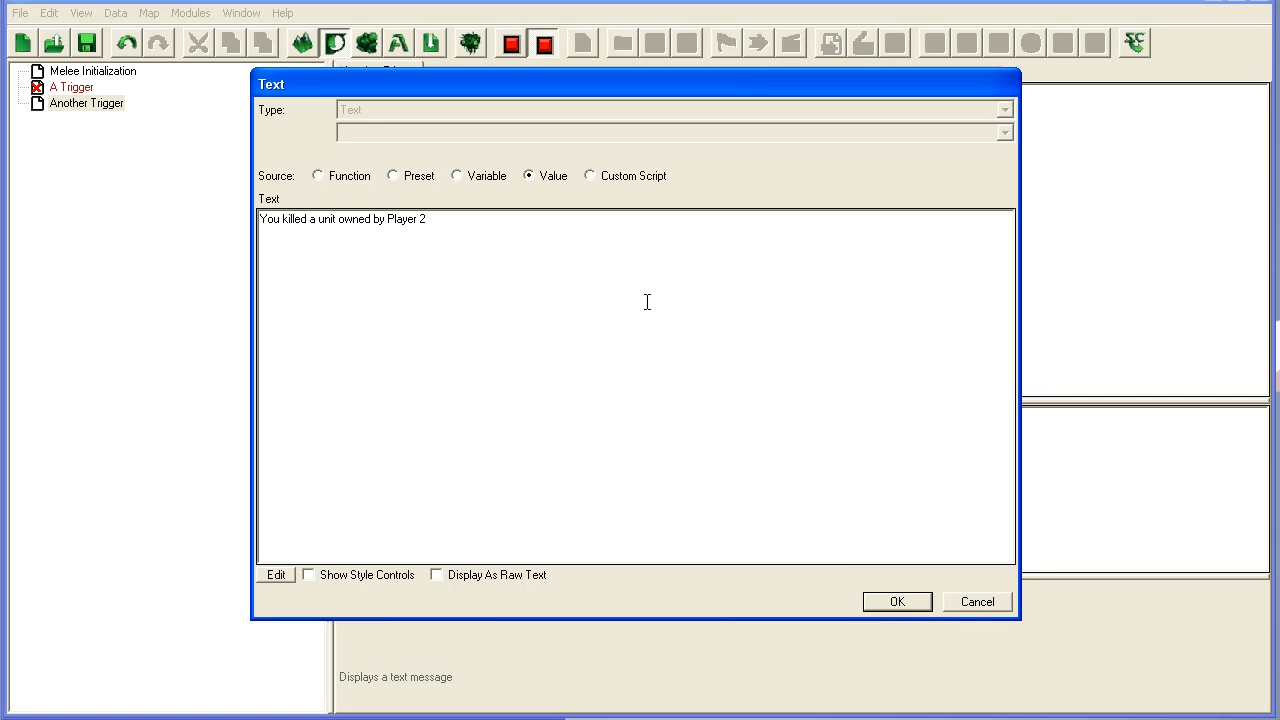 File Edit View Data Map Modules Window Help
Melee Initialization
A Trigger
Another Trigger
Text
Type: Text
Source: Function Preset Variable Value Custom Script
Text
You killed a unit owned by Player 2
Edit Show Style Controls Display As Raw Text
OK Cancel
Displays a text message